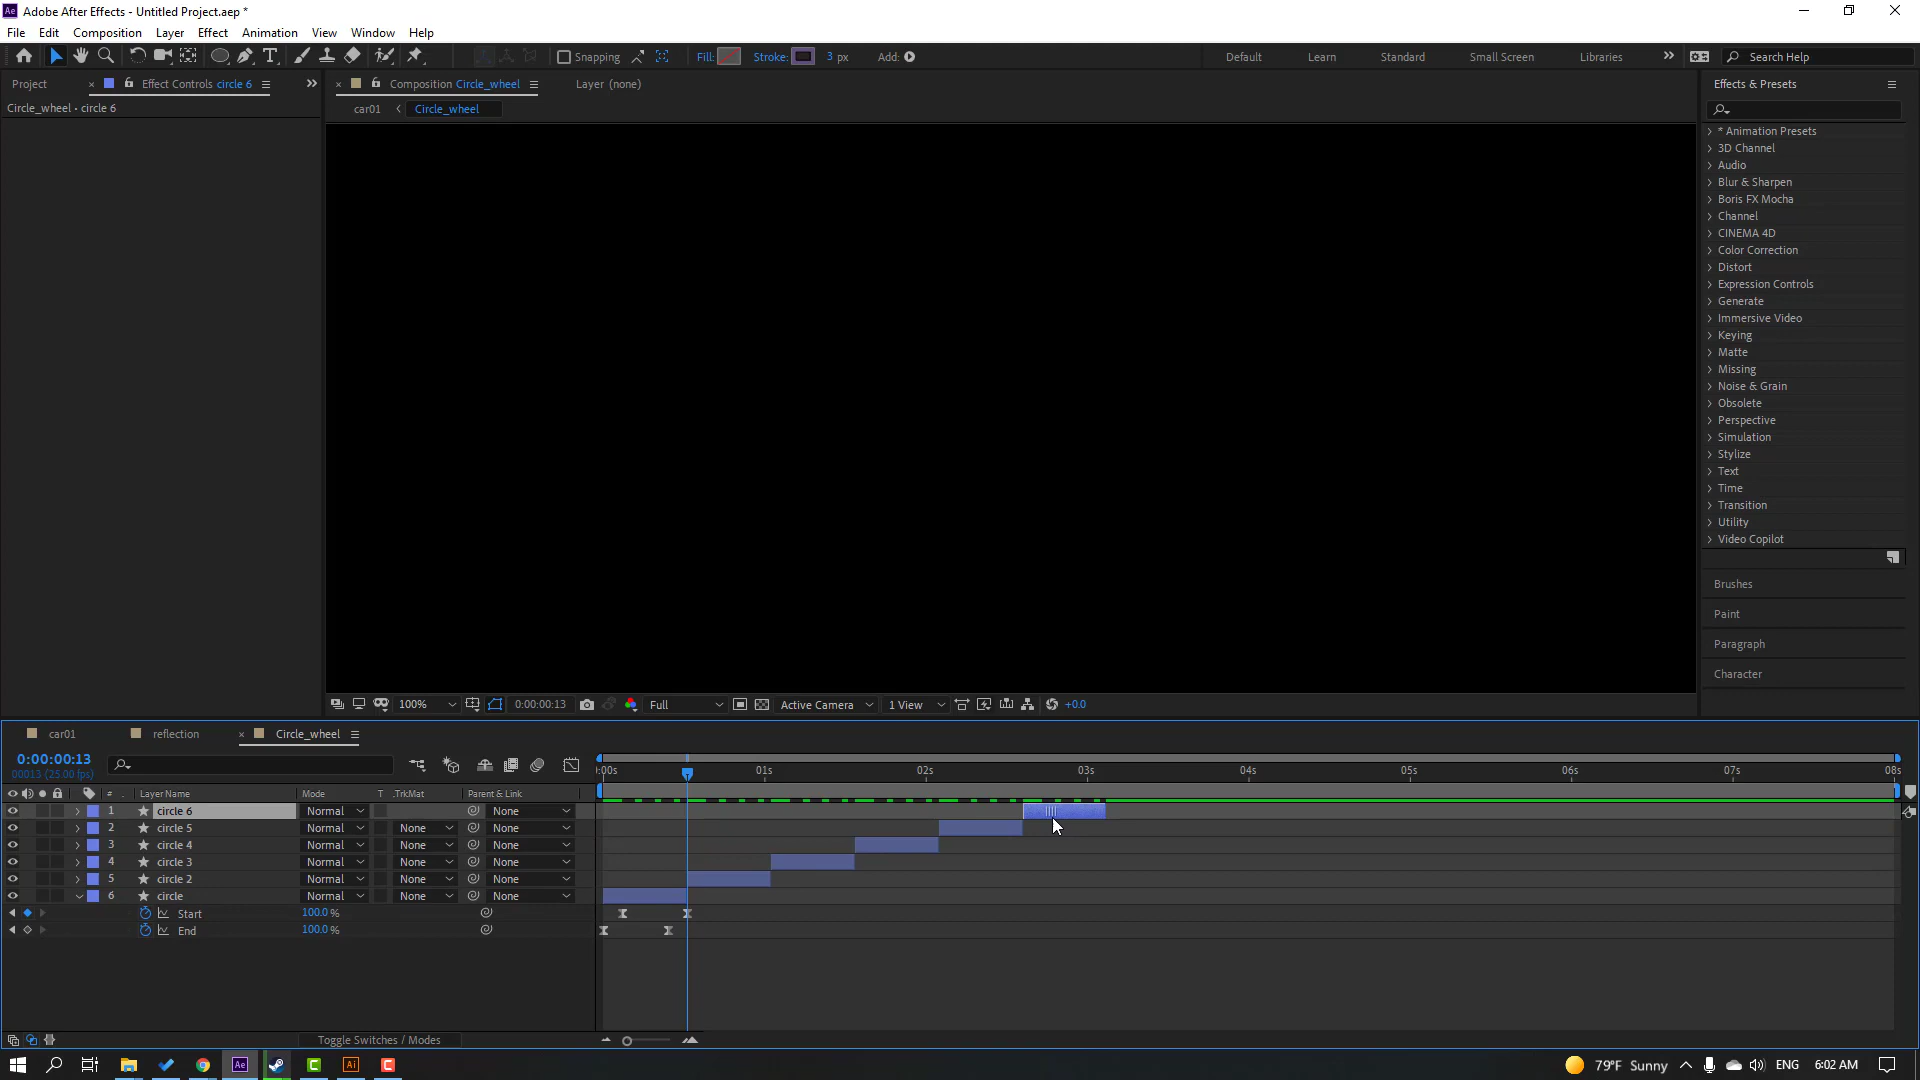 Adobe After Effects - Untitled Project.aep *
File Edit Composition Layer Effect Animation View Window Help
Snapping Fill: Stroke: 3 px Add: Default Learn Standard Small Screen Libraries Search Help
Project Effect Controls circle 6 Composition Circle_wheel Layer (none) Effects & Presets
Circle_wheel • circle 6
car01 Circle_wheel
* Animation Presets
3D Channel
Audio
Blur & Sharpen
Boris FX Mocha
Channel
CINEMA 4D
Color Correction
Distort
Expression Controls
Generate
Immersive Video
Keying
Matte
Missing
Noise & Grain
Obsolete
Perspective
Simulation
Stylize
Text
Time
Transition
Utility
Video Copilot
Brushes
Paint
Paragraph
Character
100% 0:00:00:13 Full Active Camera 1 View +0.0
car01 reflection Circle_wheel
0:00:00:13
00013 (25.00 fps)
:00s 01s 02s 03s 04s 05s 06s 07s 08s
# Layer Name Mode T .TrkMat Parent & Link
1 circle 6 Normal None
2 circle 5 Normal None None
3 circle 4 Normal None None
4 circle 3 Normal None None
5 circle 2 Normal None None
6 circle Normal None None
Start 100.0 %
End 100.0 %
Toggle Switches / Modes
79°F Sunny ENG 6:02 AM